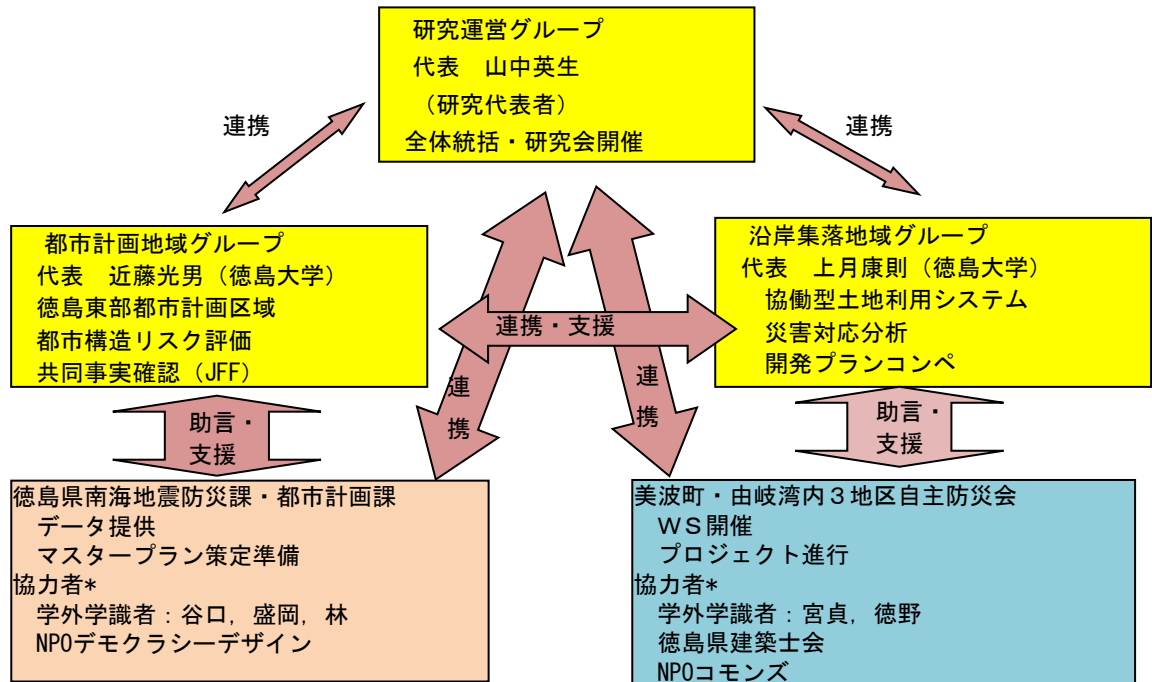 研究運営グループ
代表　山中英生
（研究代表者）
全体統括・研究会開催
連携
連携
都市計画地域グループ
代表　近藤光男（徳島大学）
徳島東部都市計画区域
都市構造リスク評価
共同事実確認（JFF）
沿岸集落地域グループ
代表　上月康則（徳島大学）
協働型土地利用システム
災害対応分析
開発プランコンペ
連携・支援
連
携
連
携
助言・
支援
助言・
支援
徳島県南海地震防災課・都市計画課
データ提供
マスタープラン策定準備
協力者*
学外学識者：谷口，盛岡，林
NPOデモクラシーデザイン
美波町・由岐湾内３地区自主防災会
ＷＳ開催
プロジェクト進行
協力者*
学外学識者：宮貞，徳野
徳島県建築士会
NPOコモンズ